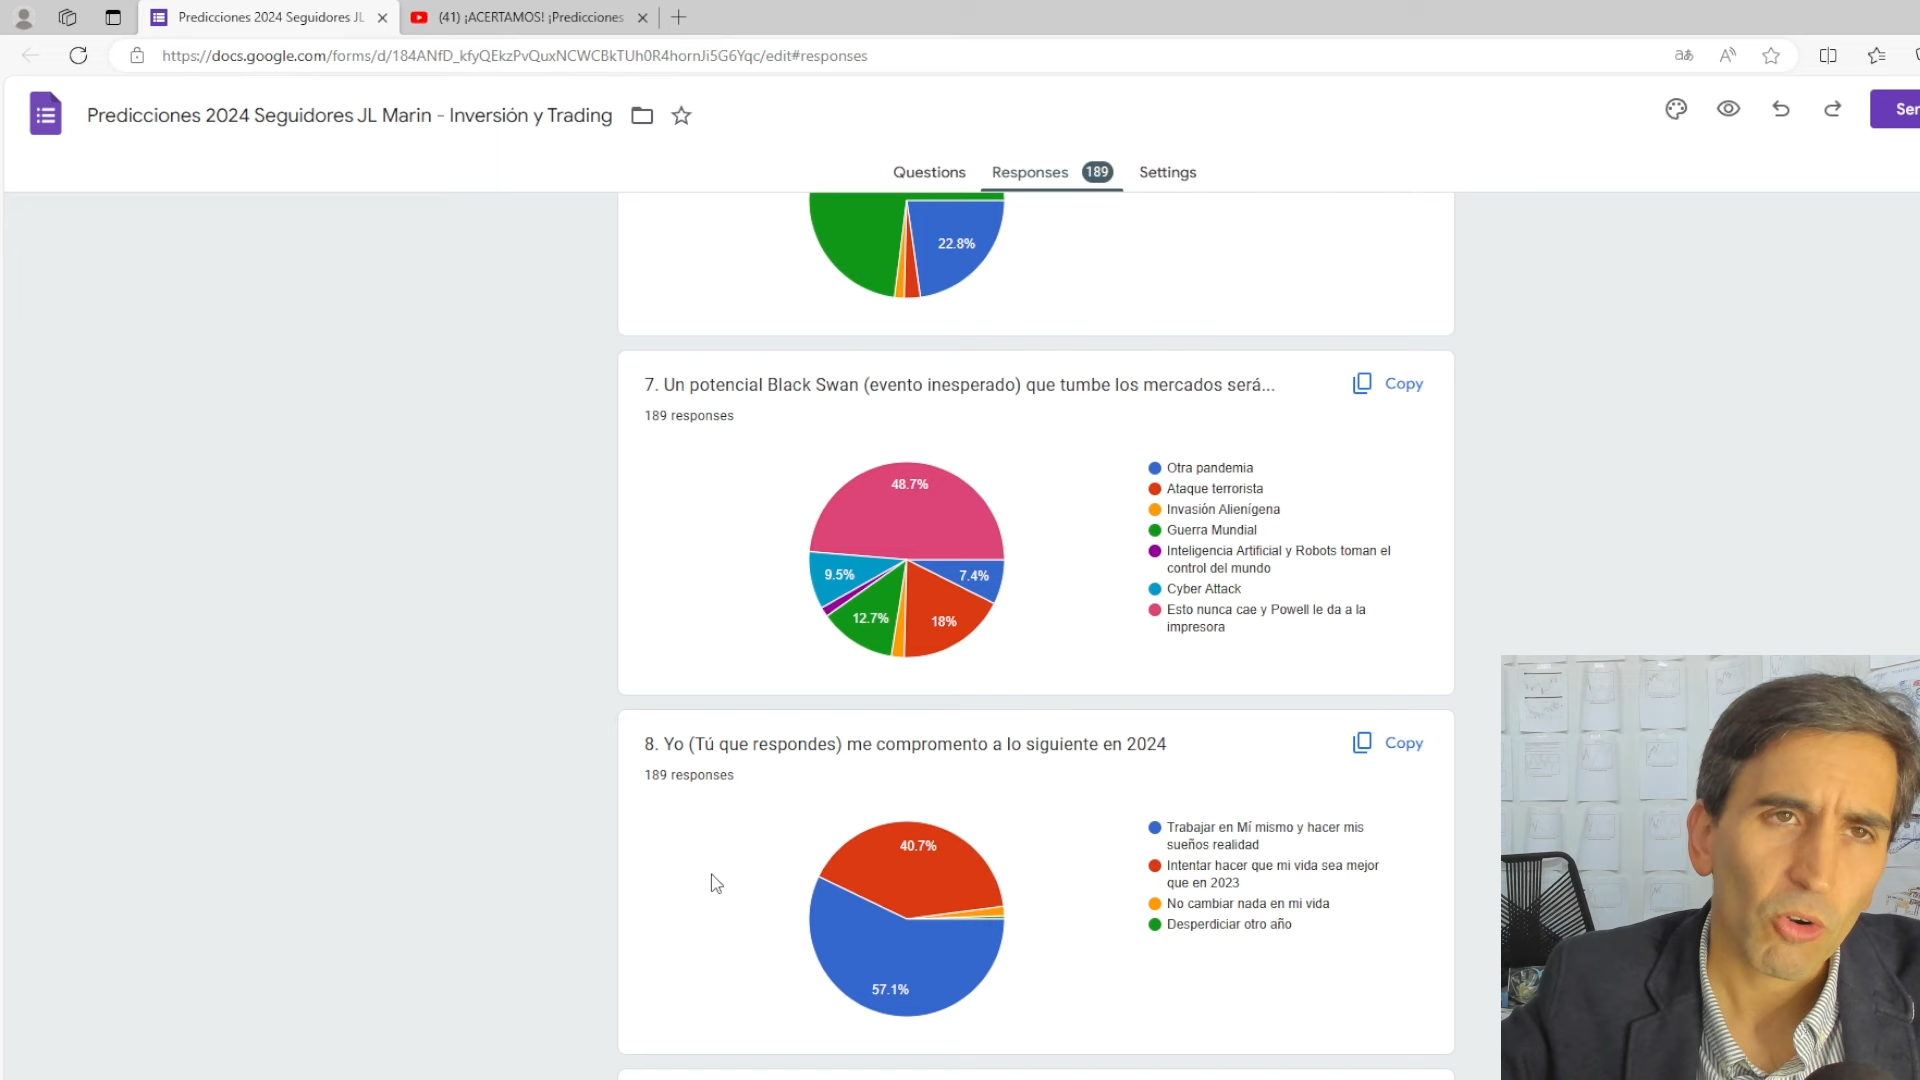 Predicciones 2024 Seguidores JL
(41) ¡ACERTAMOS! ¡Predicciones
https://docs.google.com/forms/d/184ANfD_kfyQEkzPvQuxNCWCBkTUh0R4hornJi5G6Yqc/edit#responses
Predicciones 2024 Seguidores JL Marin - Inversión y Trading
Ser
Questions Responses 189 Settings
22.8%
7. Un potencial Black Swan (evento inesperado) que tumbe los mercados será...
Copy
189 responses
48.7%
9.5%
7.4%
12.7%
18%
Otra pandemia
Ataque terrorista
Invasión Alienígena
Guerra Mundial
Inteligencia Artificial y Robots toman el
control del mundo
Cyber Attack
Esto nunca cae y Powell le da a la
impresora
8. Yo (Tú que respondes) me compromento a lo siguiente en 2024
Copy
189 responses
40.7%
57.1%
Trabajar en Mí mismo y hacer mis
sueños realidad
Intentar hacer que mi vida sea mejor
que en 2023
No cambiar nada en mi vida
Desperdiciar otro año